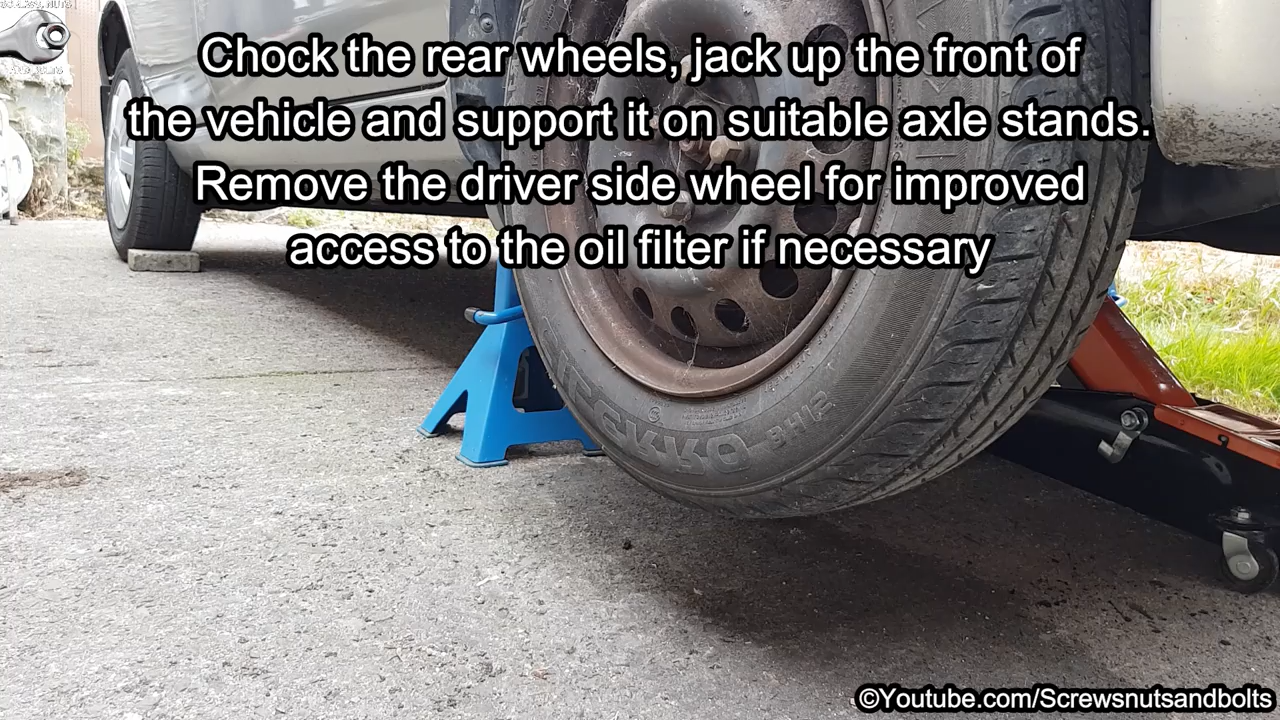 Chock the rear wheels, jack up the front of
the vehicle and support it on suitable axle stands.
Remove the driver side wheel for improved
access to the oil filter if necessary
©Youtube.com/Screwsnutsandbolts